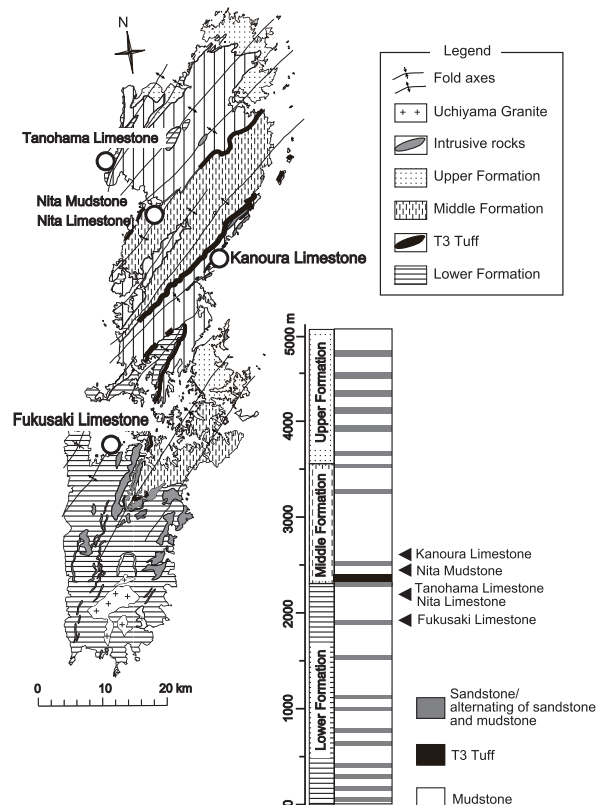 N
Tanohama Limestone
Nita Mudstone
Nita Limestone
Kanoura Limestone
Fukusaki Limestone
0 10 20 km
Legend
Fold axes
Uchiyama Granite
Intrusive rocks
Upper Formation
Middle Formation
T3 Tuff
Lower Formation
5000 m
4000
3000
2000
1000
0
Upper Formation
Middle Formation
Lower Formation
Kanoura Limestone
Nita Mudstone
Tanohama Limestone
Nita Limestone
Fukusaki Limestone
Sandstone/
alternating of sandstone
and mudstone
T3 Tuff
Mudstone